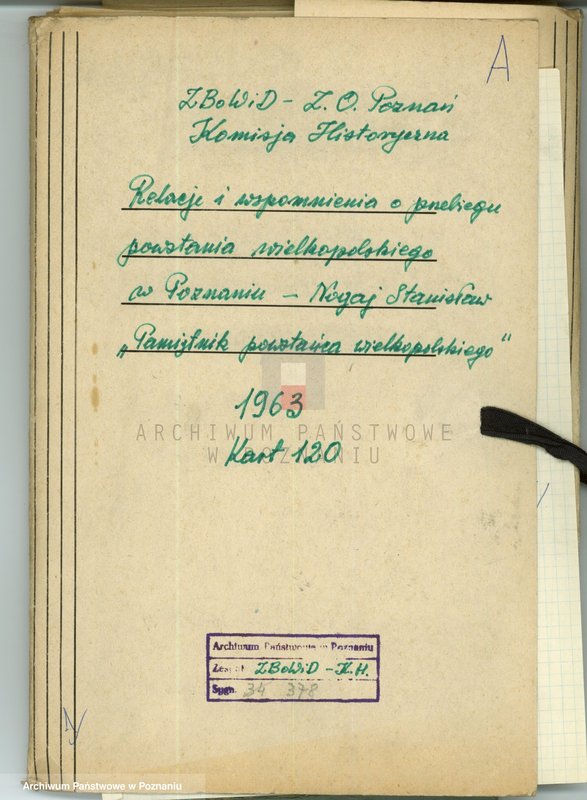 A
ZBoWiD - Z. O. Poznań
Komisja Historyczna
Relacje i wspomnienia o przebiegu
powstania wielkopolskiego
w Poznaniu - Nogaj Stanisław
„Pamiętnik powstańca wielkopolskiego"
1963
ARCHIWUM PAŃSTWOWE
W POZNANIU
Kart 120
Archiwum Państwowe w Poznaniu
Zespół ZBoWiD - K.H.
Sygn. 34 378
Archiwum Państwowe w Poznaniu